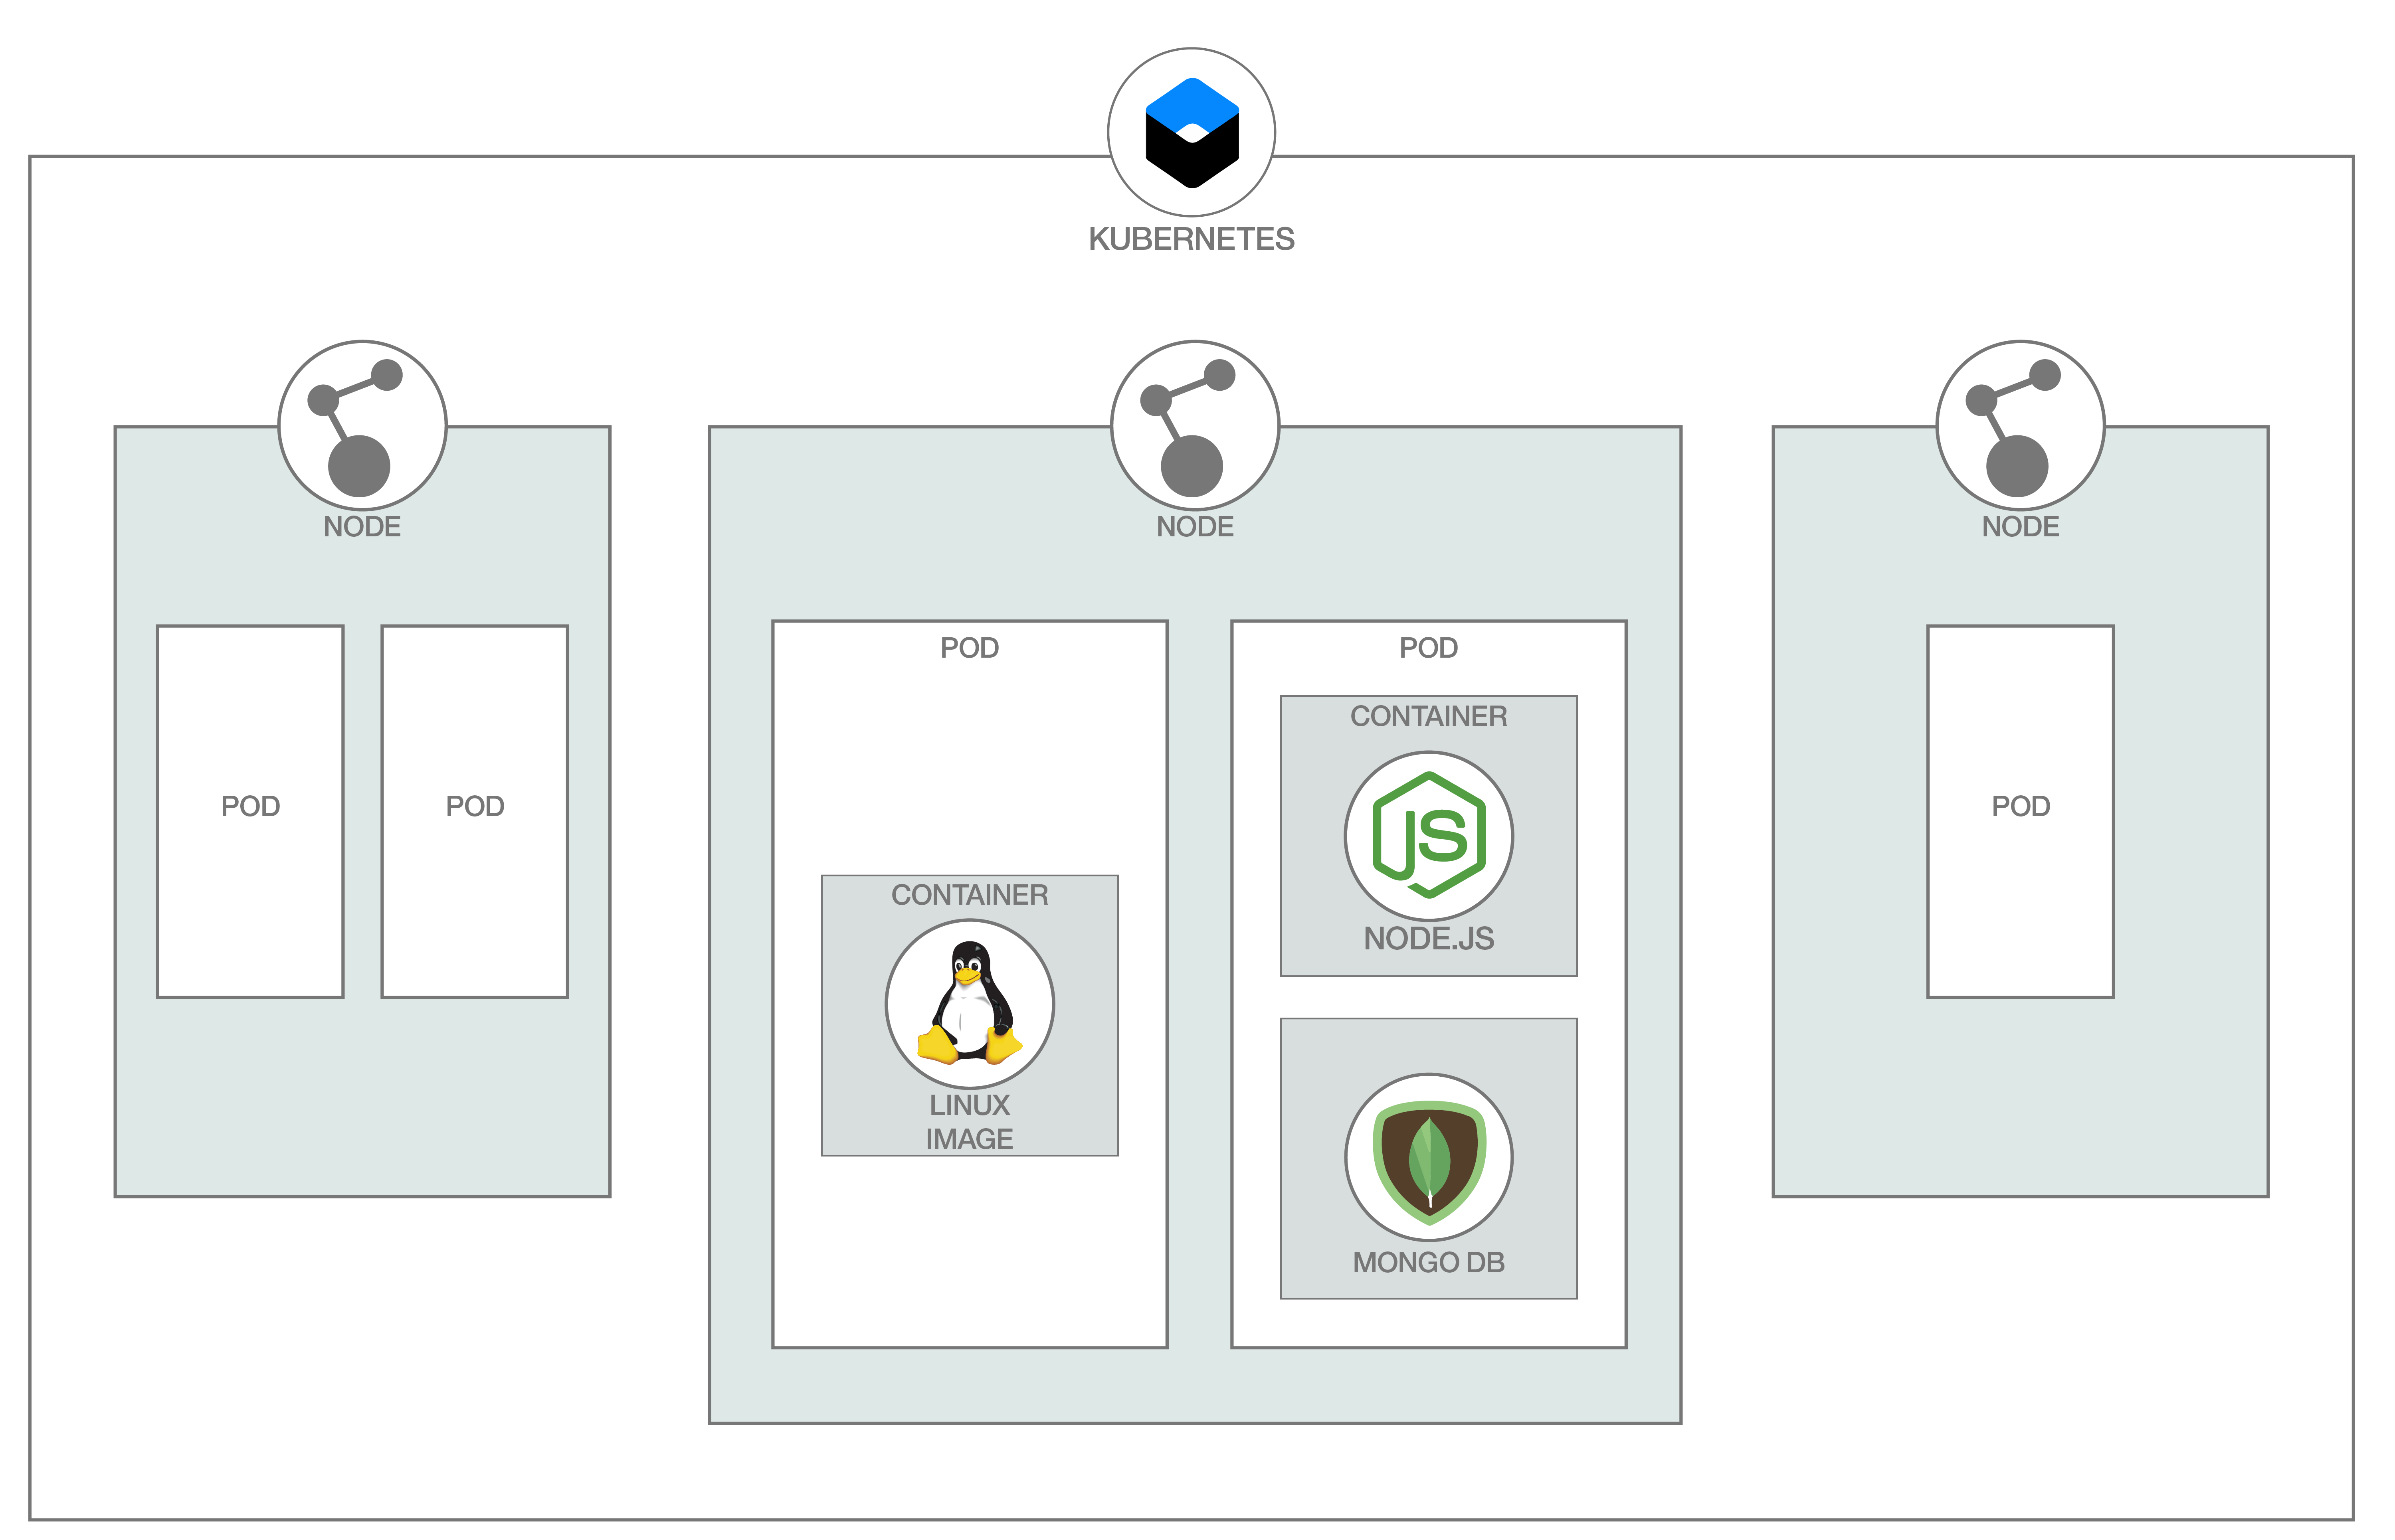 KUBERNETES
NODE
NODE
NODE
POD
POD
POD
CONTAINER
LINUX
IMAGE
POD
CONTAINER
JS
NODE.JS
MONGO DB
POD